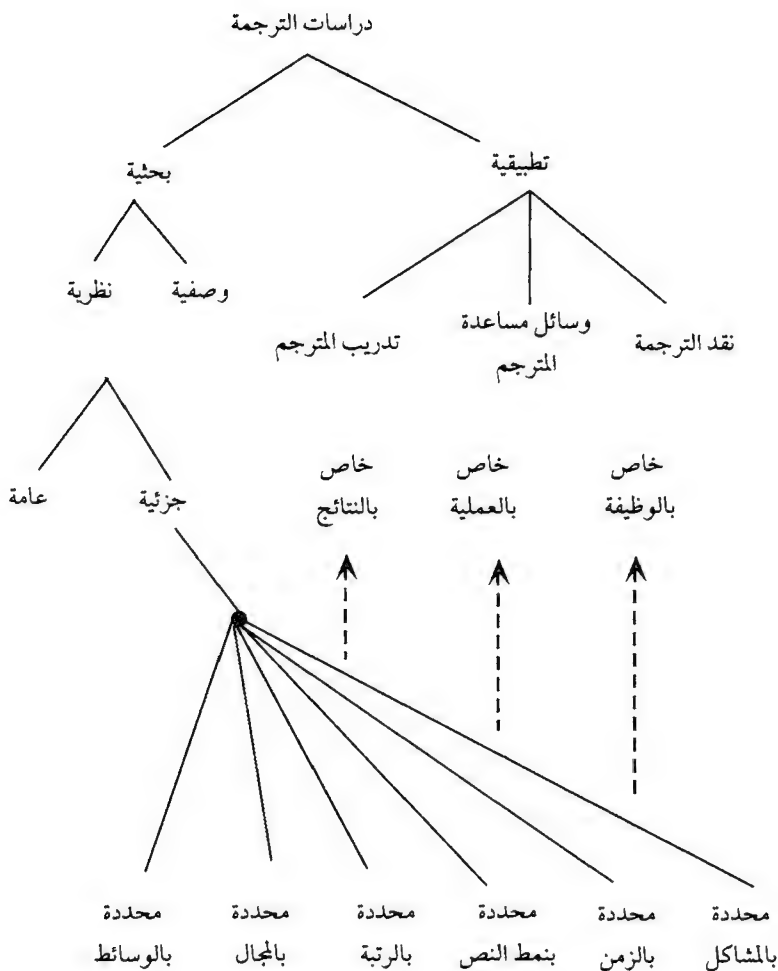 دراسات الترجمة
تطبيقية
بحثية
وصفية
نظرية
نقد الترجمة
وسائل مساعدة
المترجم
تدريب المترجم
خاص
بالوظيفة
خاص
بالعملية
خاص
بالنتائج
جزئية
عامة
محددة
بالمشاكل
محددة
بالزمن
محددة
بنمط النص
محددة
بالرتبة
محددة
بالمجال
محددة
بالوسائط